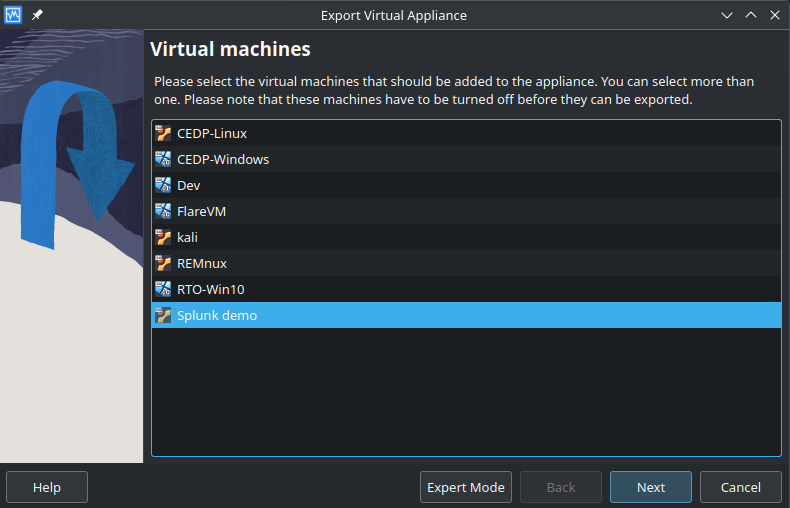 Export Virtual Appliance
Virtual machines
Please select the virtual machines that should be added to the appliance. You can select more than
one. Please note that these machines have to be turned off before they can be exported.
CEDP-Linux
CEDP-Windows
Dev
FlareVM
kali
REMnux
RTO-Win10
Splunk demo
Help
Expert Mode
Back
Next
Cancel